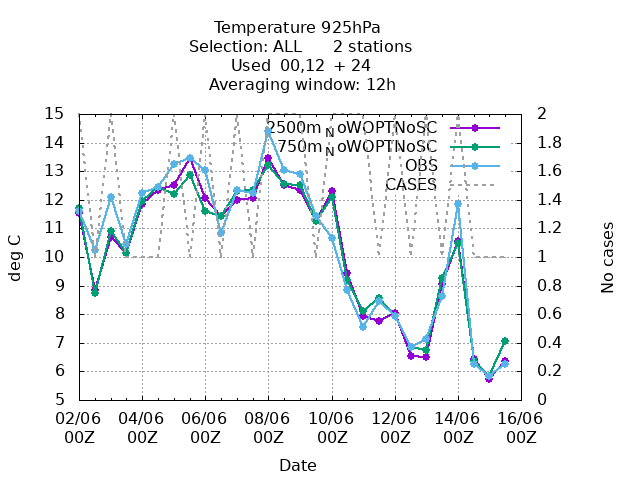 Temperature 925hPa
Selection: ALL 2 stations
Used 00,12 + 24
Averaging window: 12h
15 2
14 1.8
13 1.6
12 1.4
11 1.2
10 1
9 0.8
8 0.6
7 0.4
6 0.2
5 0
2500m NoWOPTNoSC
750m NoWOPTNoSC
OBS
CASES
deg C
No cases
02/06 04/06 06/06 08/06 10/06 12/06 14/06 16/06
00Z 00Z 00Z 00Z 00Z 00Z 00Z 00Z
Date